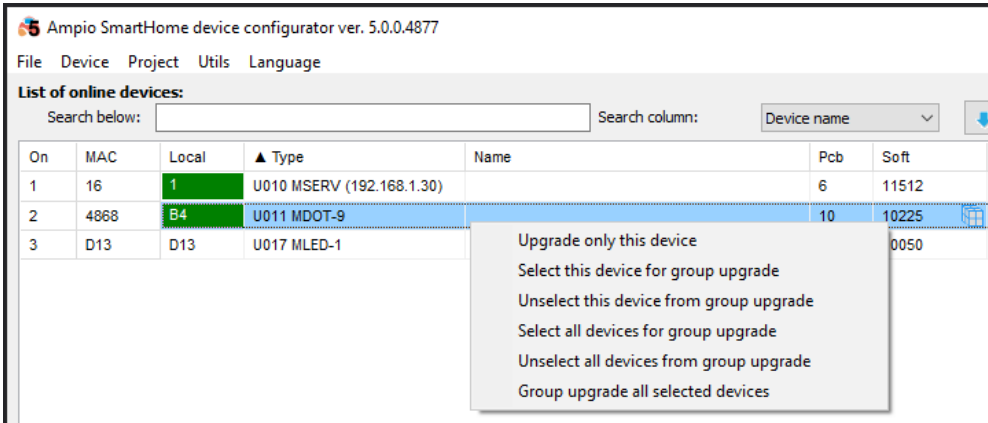 Ampio SmartHome device configurator ver. 5.0.0.4877
File Device Project Utils Language
List of online devices:
Search below: Search column: Device name
On MAC Local ▲ Type Name Pcb Soft
1 16 1 U010 MSERV (192.168.1.30) 6 11512
2 4868 B4 U011 MDOT-9 10 10225
3 D13 D13 U017 MLED-1 0050
Upgrade only this device
Select this device for group upgrade
Unselect this device from group upgrade
Select all devices for group upgrade
Unselect all devices from group upgrade
Group upgrade all selected devices